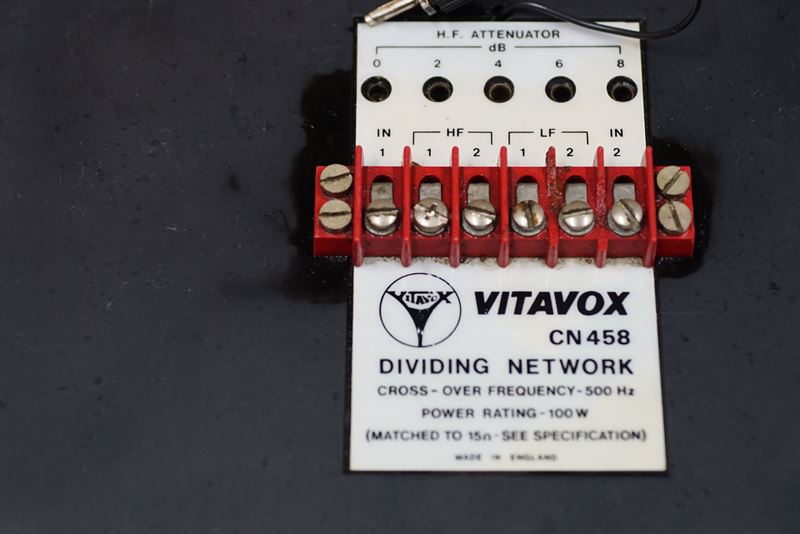 H.F. ATTENUATOR
dB
0 2 4 6 8
IN HF LF IN
1 1 2 1 2 2
VITAVOX
VITAVOX
CN458
DIVIDING NETWORK
CROSS-OVER FREQUENCY-500 Hz
POWER RATING-100W
(MATCHED TO 15Ω-SEE SPECIFICATION)
MADE IN ENGLAND